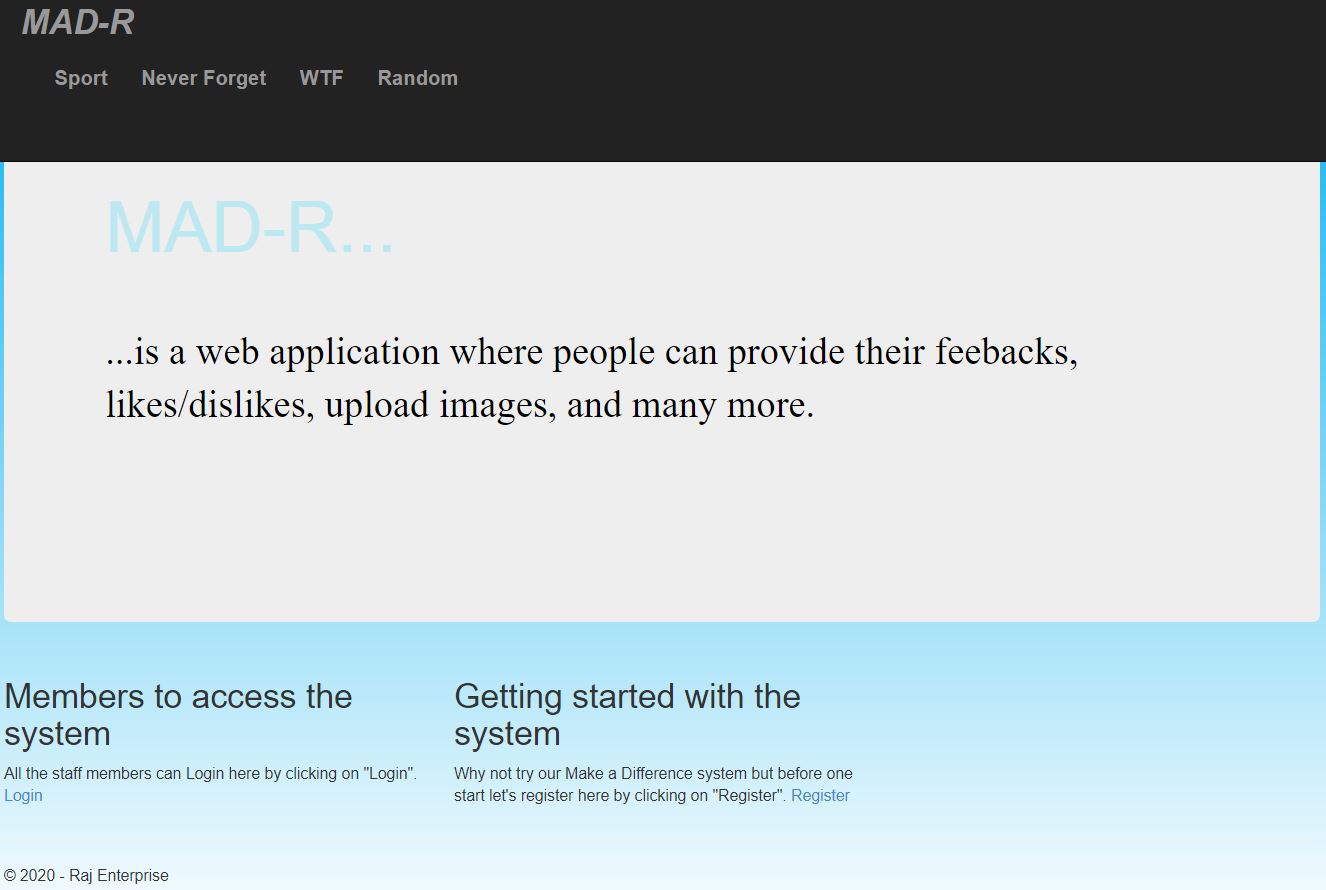 MAD-R
Sport Never Forget WTF Random
MAD-R...
...is a web application where people can provide their feebacks,
likes/dislikes, upload images, and many more.
Members to access the
system
All the staff members can Login here by clicking on "Login".
Login
Getting started with the
system
Why not try our Make a Difference system but before one
start let's register here by clicking on "Register". Register
© 2020 - Raj Enterprise